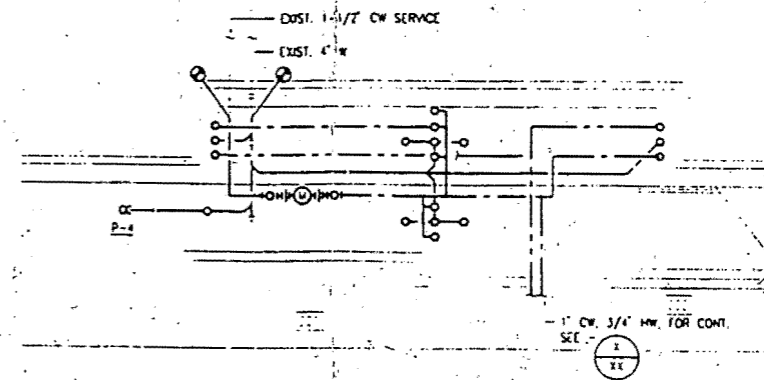 EXIST. 1-1/2" CW SERVICE
EXIST. 4" W
M
P-4
1" CW, 3/4" HW, FOR CONT.
SEE
X
XX